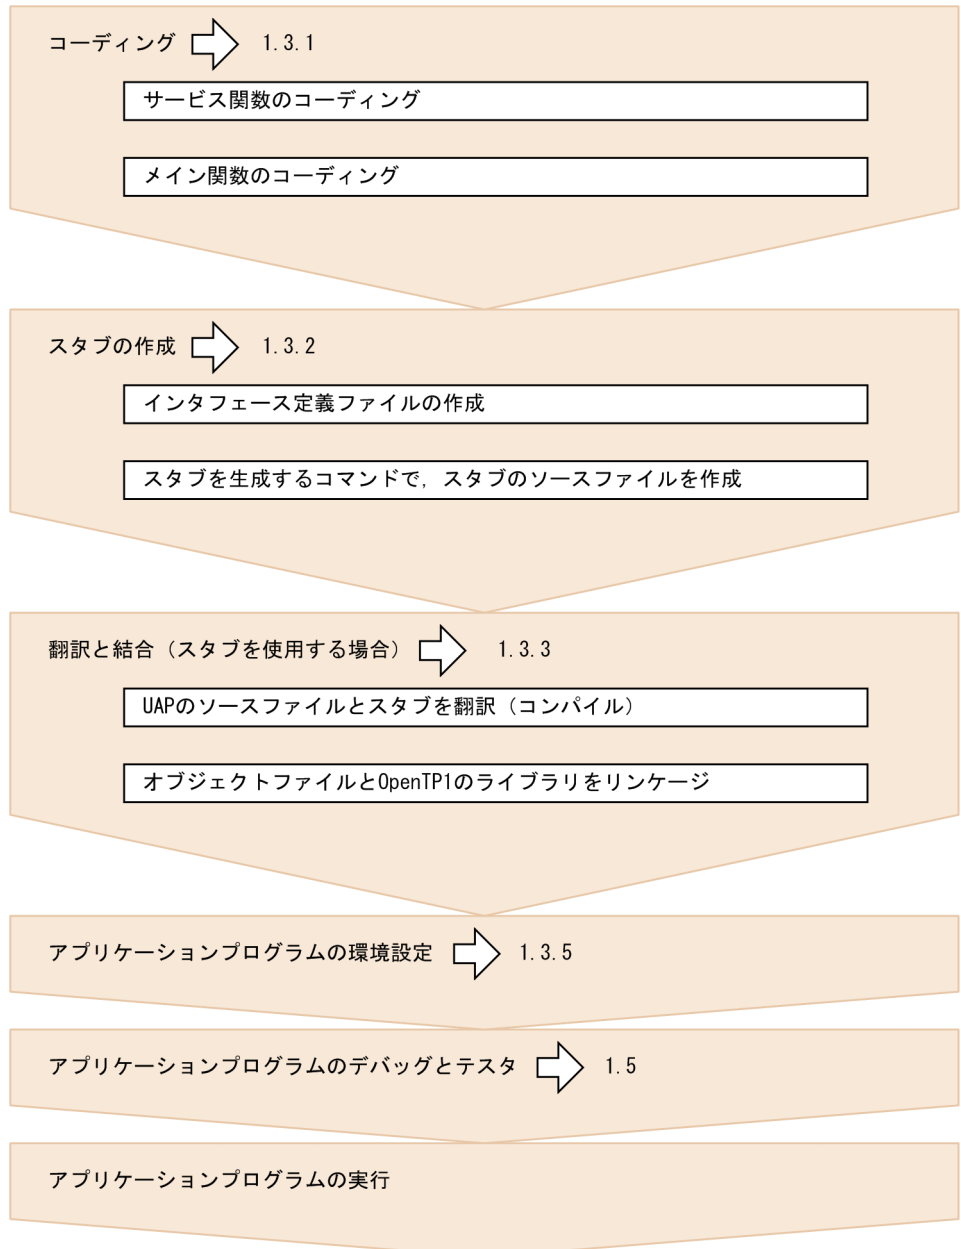 コーディング 1.3.1
サービス関数のコーディング
メイン関数のコーディング
スタブの作成 1.3.2
インタフェース定義ファイルの作成
スタブを生成するコマンドで，スタブのソースファイルを作成
翻訳と結合（スタブを使用する場合） 1.3.3
UAPのソースファイルとスタブを翻訳（コンパイル）
オブジェクトファイルとOpenTP1のライブラリをリンケージ
アプリケーションプログラムの環境設定 1.3.5
アプリケーションプログラムのデバッグとテスタ 1.5
アプリケーションプログラムの実行